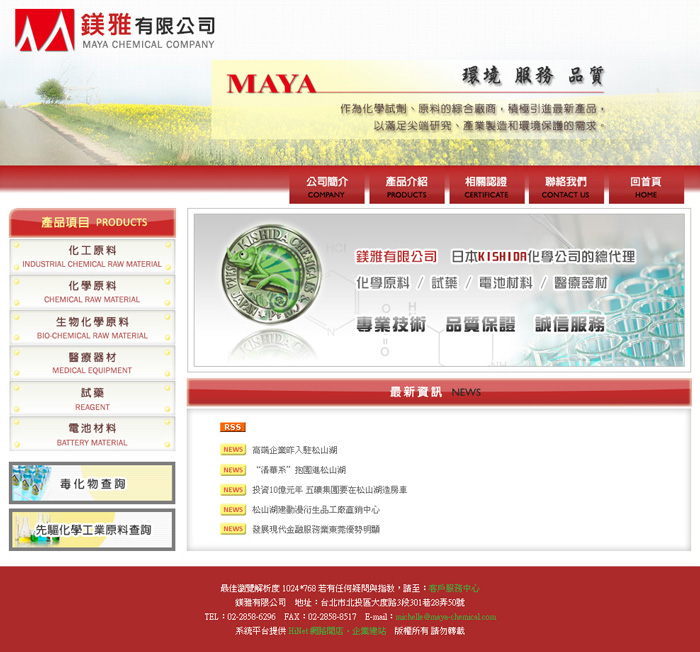 鎂雅有限公司
MAYA CHEMICAL COMPANY
MAYA
環境 服務 品質
作為化學試劑、原料的綜合廠商,積極引進最新產品,
以滿足尖端研究、產業製造和環境保護的需求。
公司簡介
COMPANY
產品介紹
PRODUCTS
相關認證
CERTIFICATE
聯絡我們
CONTACT US
回首頁
HOME
產品項目 PRODUCTS
化工原料
INDUSTRIAL CHEMICAL RAW MATERIAL
化學原料
CHEMICAL RAW MATERIAL
生物化學原料
BIO-CHEMICAL RAW MATERIAL
醫療器材
MEDICAL EQUIPMENT
試藥
REAGENT
電池材料
BATTERY MATERIAL
毒化物查詢
先驅化學工業原料查詢
KISHIDA CHEMICALS & CO
鎂雅有限公司 日本KISHIDA化學公司的總代理
化學原料 / 試藥 / 電池材料 / 醫療器材
專業技術 品質保證 誠信服務
最新資訊 NEWS
RSS
NEWS 高端企業昨入駐松山湖
NEWS “清華系”抱團進松山湖
NEWS 投資10億元年 五礦集團要在松山湖造房車
NEWS 松山湖建動漫衍生品工廠直銷中心
NEWS 發展現代金融服務業東莞優勢明顯
最佳瀏覽解析度 1024*768 若有任何疑問與指教,請至:客戶服務中心
鎂雅有限公司 地址:台北市北投區大度路3段301巷28弄50號
TEL:02-2858-6296 FAX:02-2858-8517 E-mail:michelle@maya-chemical.com
系統平台提供 HiNet 網路開店、企業建站 版權所有 請勿轉載